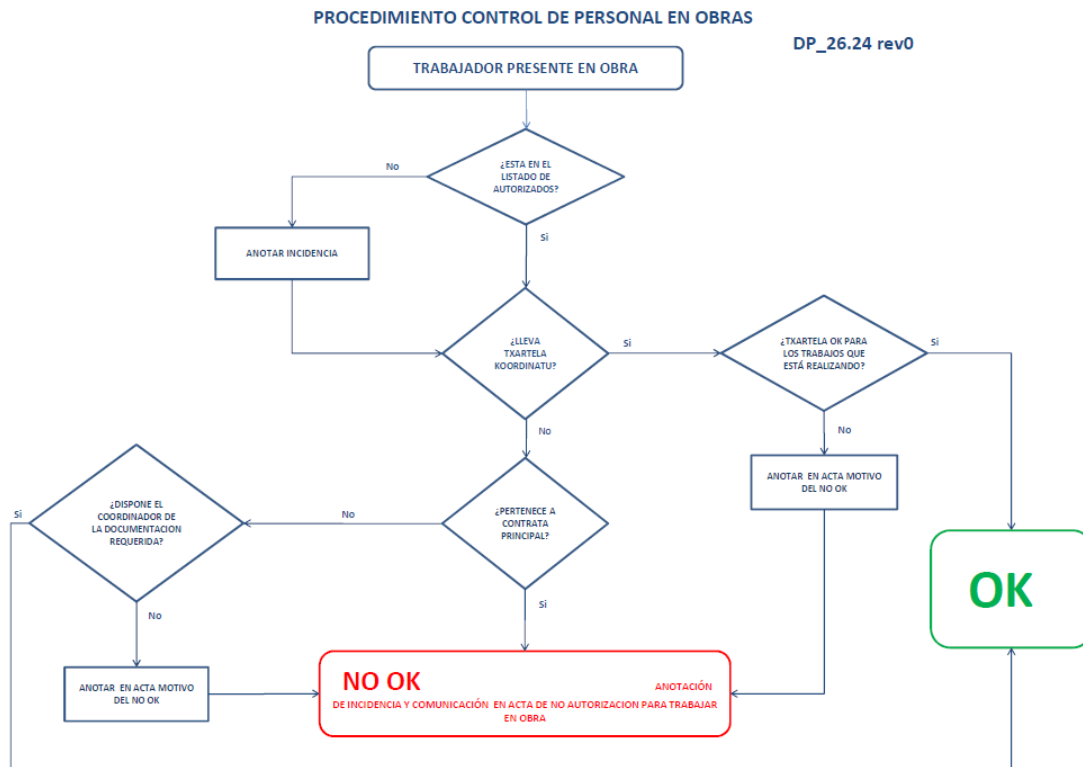 PROCEDIMIENTO CONTROL DE PERSONAL EN OBRAS
DP_26.24 rev0
TRABAJADOR PRESENTE EN OBRA
¿ESTA EN EL
LISTADO DE
AUTORIZADOS?
No
Si
ANOTAR INCIDENCIA
¿LLEVA
TXARTELA
KOORDINATU?
Si
¿TXARTELA OK PARA
LOS TRABAJOS QUE
ESTÁ REALIZANDO?
Si
No
No
ANOTAR EN ACTA MOTIVO
DEL NO OK
¿PERTENECE A
CONTRATA
PRINCIPAL?
No
Si
¿DISPONE EL
COORDINADOR DE
LA DOCUMENTACION
REQUERIDA?
Si
No
ANOTAR EN ACTA MOTIVO
DEL NO OK
NO OK ANOTACIÓN
DE INCIDENCIA Y COMUNICACIÓN EN ACTA DE NO AUTORIZACION PARA TRABAJAR
EN OBRA
OK